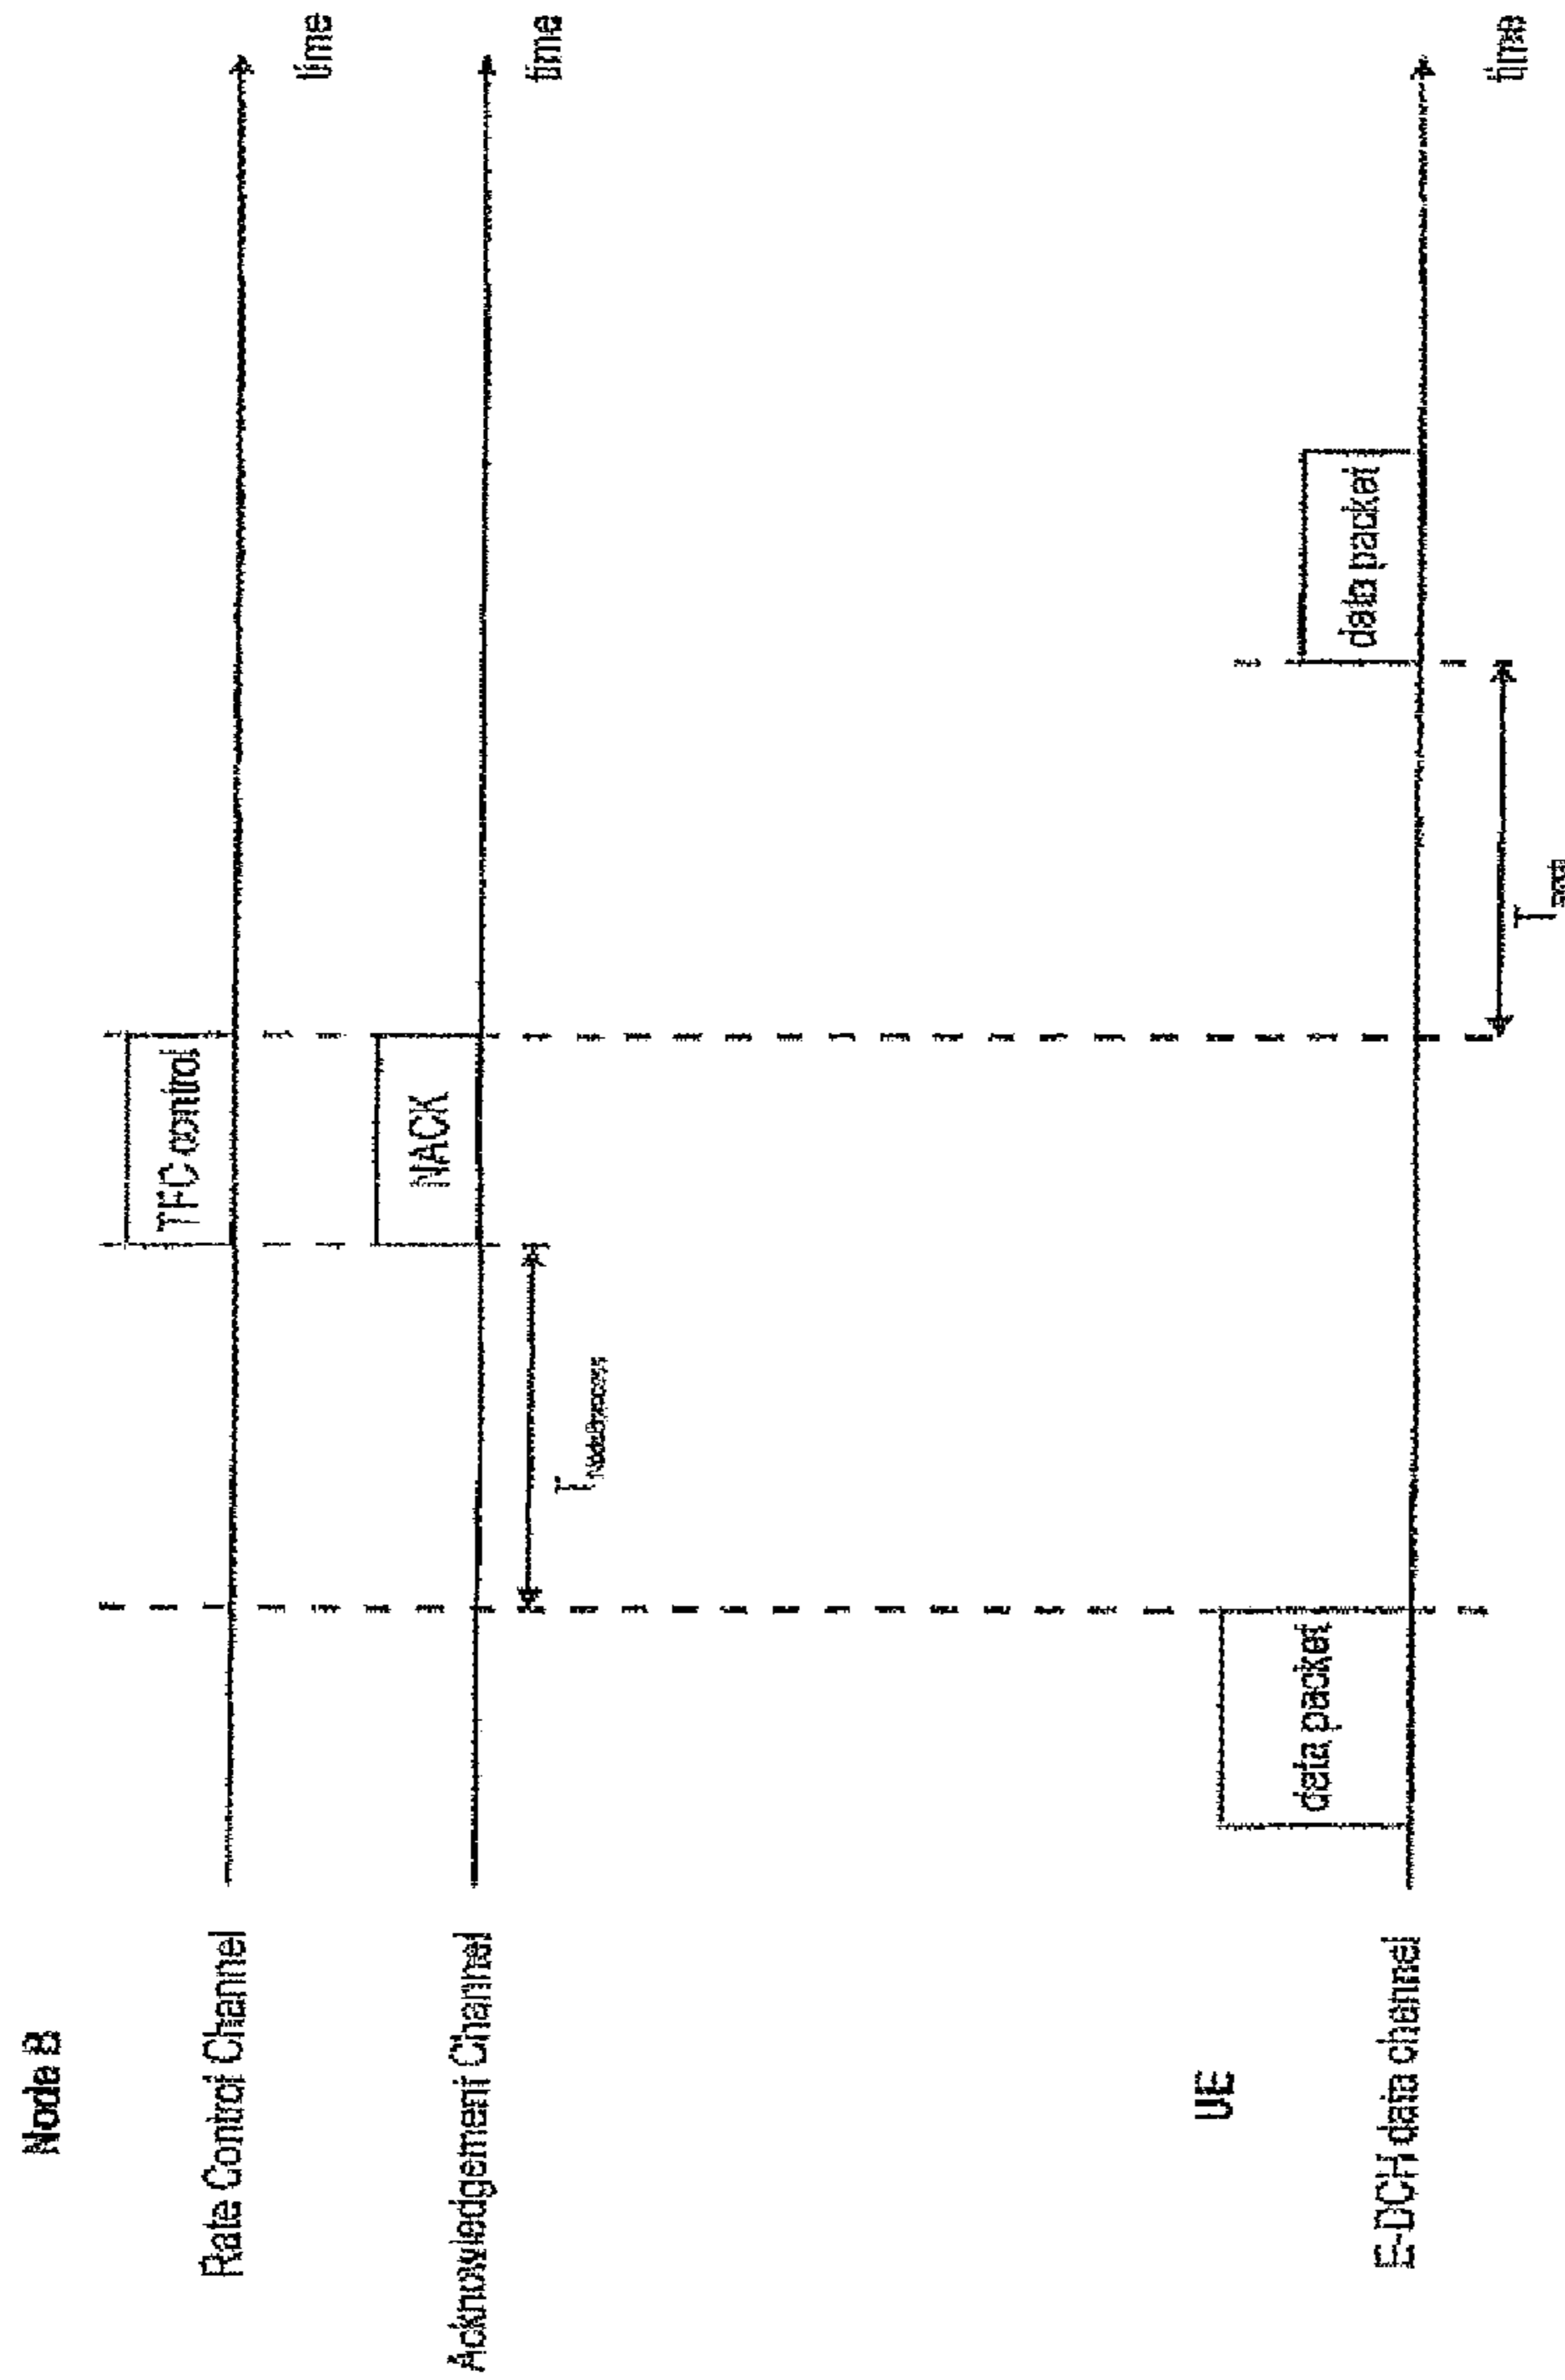 Node B
Rate Control Channel
TFC control
time
Acknowledgement Channel
NACK
time
T
UE
E-DCH data channel
data packet
data packet
time
T